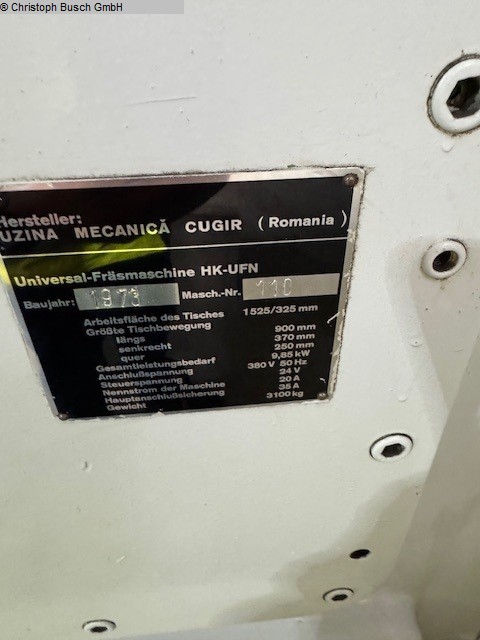 © Christoph Busch GmbH
Hersteller:
UZINA MECANICĂ CUGIR (Romania)
Universal-Fräsmaschine HK-UFN
Baujahr: 1973 Masch.-Nr. 110
Arbeitsfläche des Tisches 1525/325 mm
Größte Tischbewegung
längs 900 mm
senkrecht 370 mm
quer 250 mm
Gesamtleistungsbedarf 9,85 kW
Anschlußspannung 380 V 50 Hz
Steuerspannung 24 V
Nennstrom der Maschine 20 A
Hauptanschlußsicherung 35 A
Gewicht 3100 kg